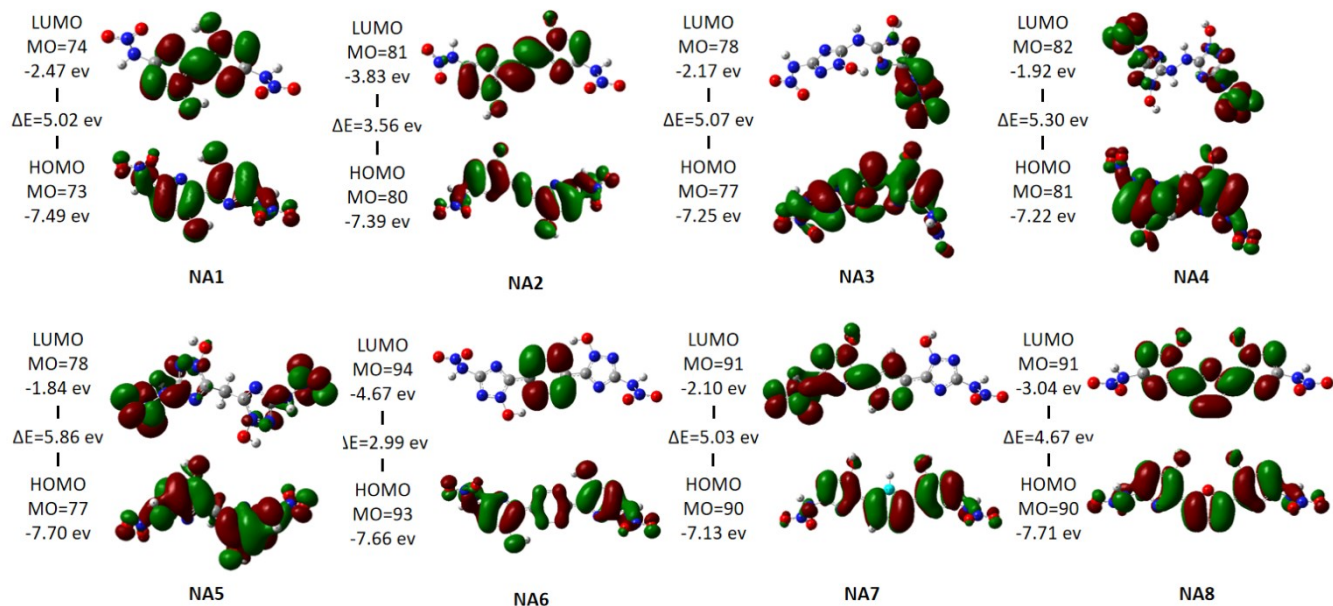 LUMO
MO=74
-2.47 ev
ΔE=5.02 ev
HOMO
MO=73
-7.49 ev
NA1
LUMO
MO=81
-3.83 ev
ΔE=3.56 ev
HOMO
MO=80
-7.39 ev
NA2
LUMO
MO=78
-2.17 ev
ΔE=5.07 ev
HOMO
MO=77
-7.25 ev
NA3
LUMO
MO=82
-1.92 ev
ΔE=5.30 ev
HOMO
MO=81
-7.22 ev
NA4
LUMO
MO=78
-1.84 ev
ΔE=5.86 ev
HOMO
MO=77
-7.70 ev
NA5
LUMO
MO=94
-4.67 ev
ΔE=2.99 ev
HOMO
MO=93
-7.66 ev
NA6
LUMO
MO=91
-2.10 ev
ΔE=5.03 ev
HOMO
MO=90
-7.13 ev
NA7
LUMO
MO=91
-3.04 ev
ΔE=4.67 ev
HOMO
MO=90
-7.71 ev
NA8